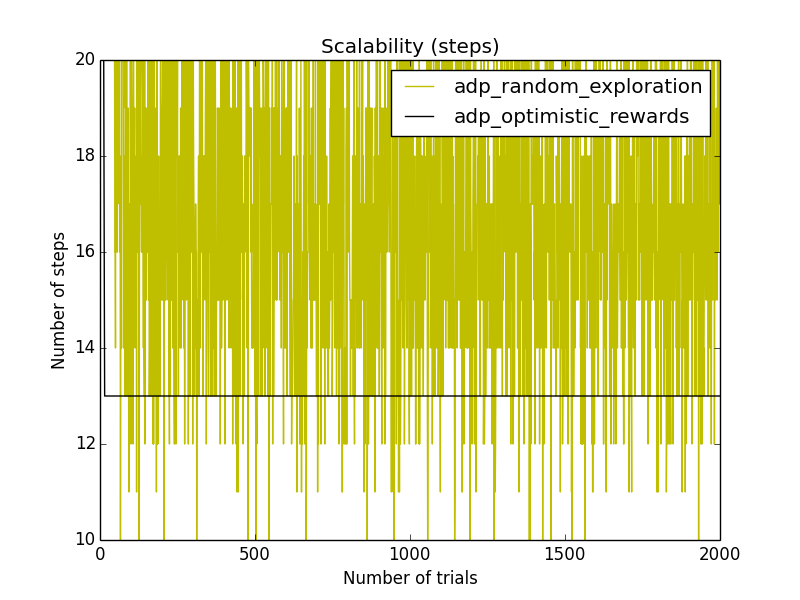 Scalability (steps)
adp_random_exploration
adp_optimistic_rewards
20
18
16
14
12
10
Number of steps
0 500 1000 1500 2000
Number of trials